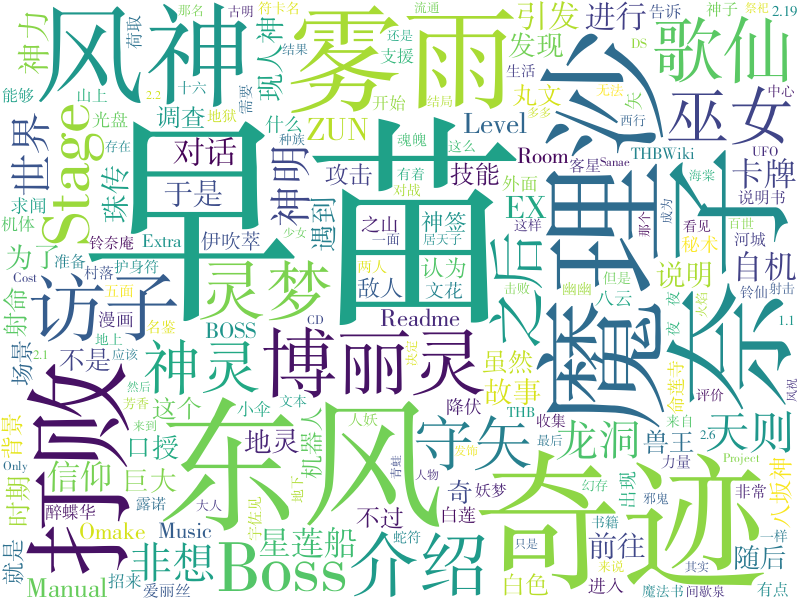 古明
符卡名
流通
告诉
神子
祭祀
2.19
那名
荷取
风神
雾雨
沙
歌仙
引发
进行
发现
还是
支援
DS
神力
现人神
结果
十六
2.2
需要
生活
结局
丸文
矢
无法
西行
中心
能够
山上
光盘
地狱
调查
什么
开始
ZUN
多多
Level
巫女
世界
Stage
存在
种族
魂魄
这么
Room
客星
Sanae
THBWiki
UFO
对话
早苗
攻击
有着
对战
技能
外面
魔理沙
卡牌
海棠
成为
求闻
珠传
于是
神明
遇到
之山
一面
神签
居天子
EX
那个
看见
说明书
机体
铃奈庵
Extra
伊吹萃
少女
这样
秘术
百世
河城
为了
Cost
准备
村落
护身符
敌人
认为
文花
两人
击败
但是
说明
自机
射命
访子
五面
灵梦
之后
幽幽
八云
铃仙
射击
漫画
名鉴
BOSS
CD
Readme
夜
夜
火焰
1.1
场景
2.1
地上
应该
不是
神灵
博丽灵
决定
虽然
命莲寺
评价
风祝
背景
打败
然后
芳香
小伞
文本
人妖
降伏
故事
THB
收集
来自
2.6
天则
来到
这个
机器人
东风
守矢
发饰
最后
龙洞
兽王
力量
Only
口授
地灵
青蛙
人物
奇迹
Project
时期
信仰
巨大
奇
妖梦
出现
幻存
邪鬼
非常
八坂神
醉蝶华
露诺
大人
地下
宇佐见
不过
白莲
书籍
一样
就是
Omake
Music
星莲船
蛇符
介绍
只是
前往
随后
非想
Boss
白色
来说
其实
Manual
招来
爱丽丝
进入
魔法书
间歇泉
有点